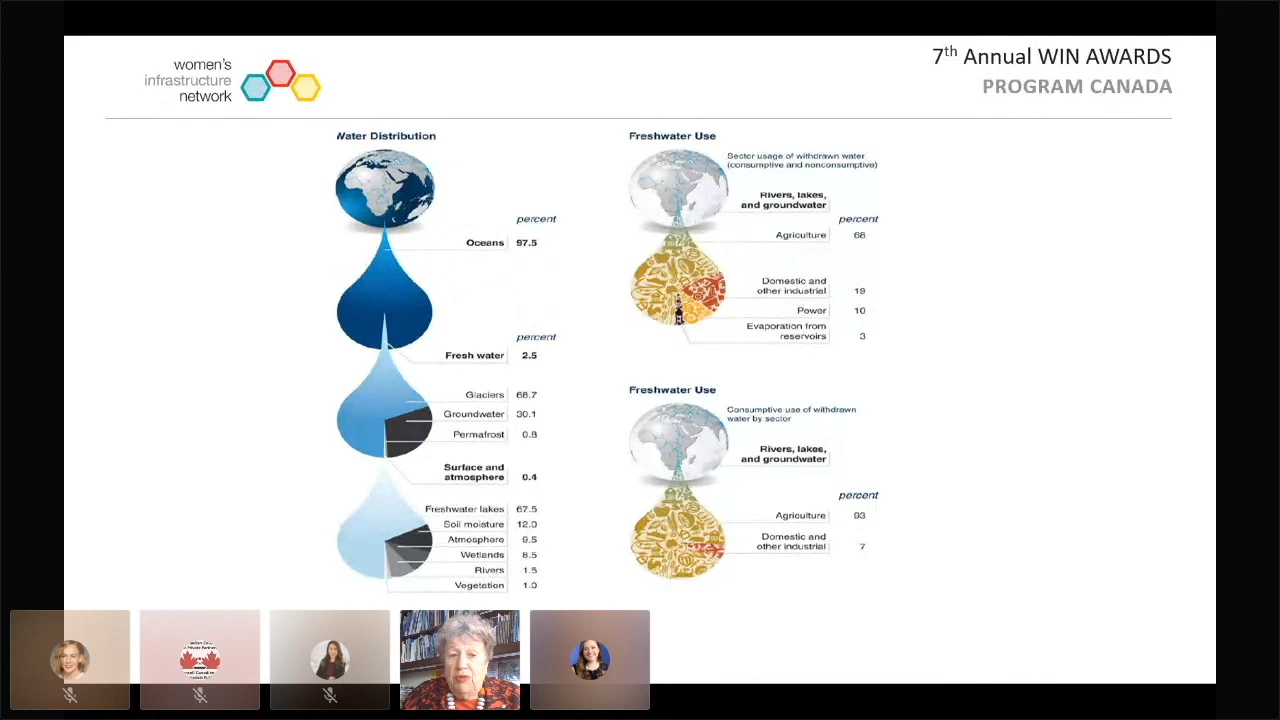 women's
infrastructure
network
7th Annual WIN AWARDS
PROGRAM CANADA
Water Distribution
percent
Oceans 97.5
percent
Fresh water 2.5
Glaciers 68.7
Groundwater 30.1
Permafrost 0.8
Surface and
atmosphere 0.4
Freshwater lakes 67.5
Soil moisture 12.0
Atmosphere 9.5
Wetlands 8.5
Rivers 1.5
Vegetation 1.0
Freshwater Use
Sector usage of withdrawn water
(consumptive and nonconsumptive)
Rivers, lakes,
and groundwater
percent
Agriculture 68
Domestic and
other industrial 19
Power 10
Evaporation from
reservoirs 3
Freshwater Use
Consumptive use of withdrawn
water by sector
Rivers, lakes,
and groundwater
percent
Agriculture 93
Domestic and
other industrial 7